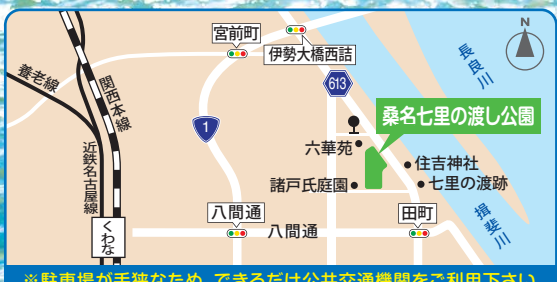 N
宮前町
伊勢大橋西詰
長良川
養老線
関西本線
613
桑名七里の渡し公園
1
六華苑
近鉄名古屋線
住吉神社
諸戸氏庭園
七里の渡跡
揖斐川
くわな
八間通
八間通
田町
※駐車場が手狭なため、できるだけ公共交通機関をご利用下さい